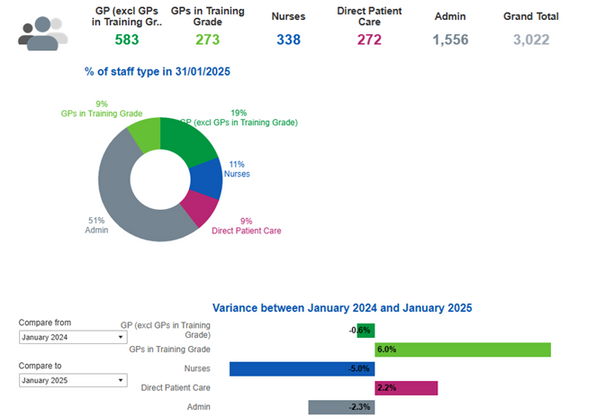 GP (excl GPs
in Training Gr..
GPs in Training
Grade
Nurses
Direct Patient
Care
Admin
Grand Total
583
273
338
272
1,556
3,022
% of staff type in 31/01/2025
9%
GPs in Training Grade
19%
GP (excl GPs in Training Grade)
11%
Nurses
51%
Admin
9%
Direct Patient Care
Variance between January 2024 and January 2025
Compare from
January 2024
Compare to
January 2025
GP (excl GPs in Training
Grade)
-0.6%
GPs in Training Grade
6.0%
Nurses
-5.0%
Direct Patient Care
2.2%
Admin
-2.3%